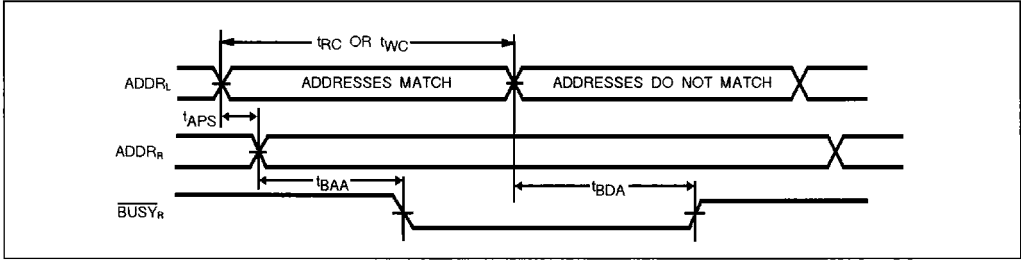 tRC OR tWC
ADDRL ADDRESSES MATCH ADDRESSES DO NOT MATCH
tAPS
ADDRR
tBAA tBDA
BUSYR